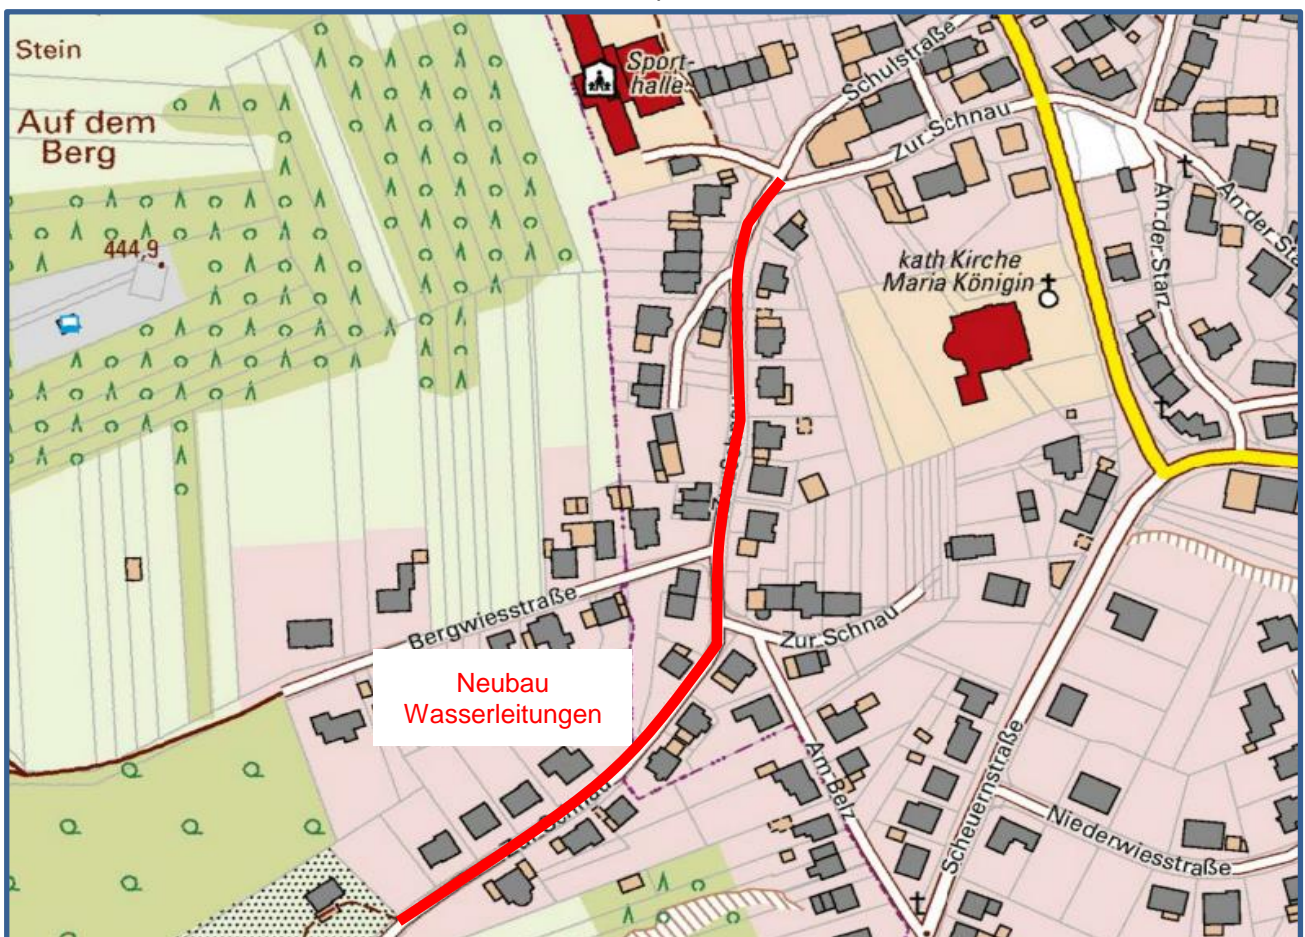 Stein
Auf dem
Berg
444,9
Sport-
halle
Schulstraße
Zur Schnau
An der Starz
kath Kirche
Maria Königin
An der Starz
Bergwiesstraße
Zur Schnau
Neubau
Wasserleitungen
Am Belz
Scheuernstraße
Niederwiesstraße